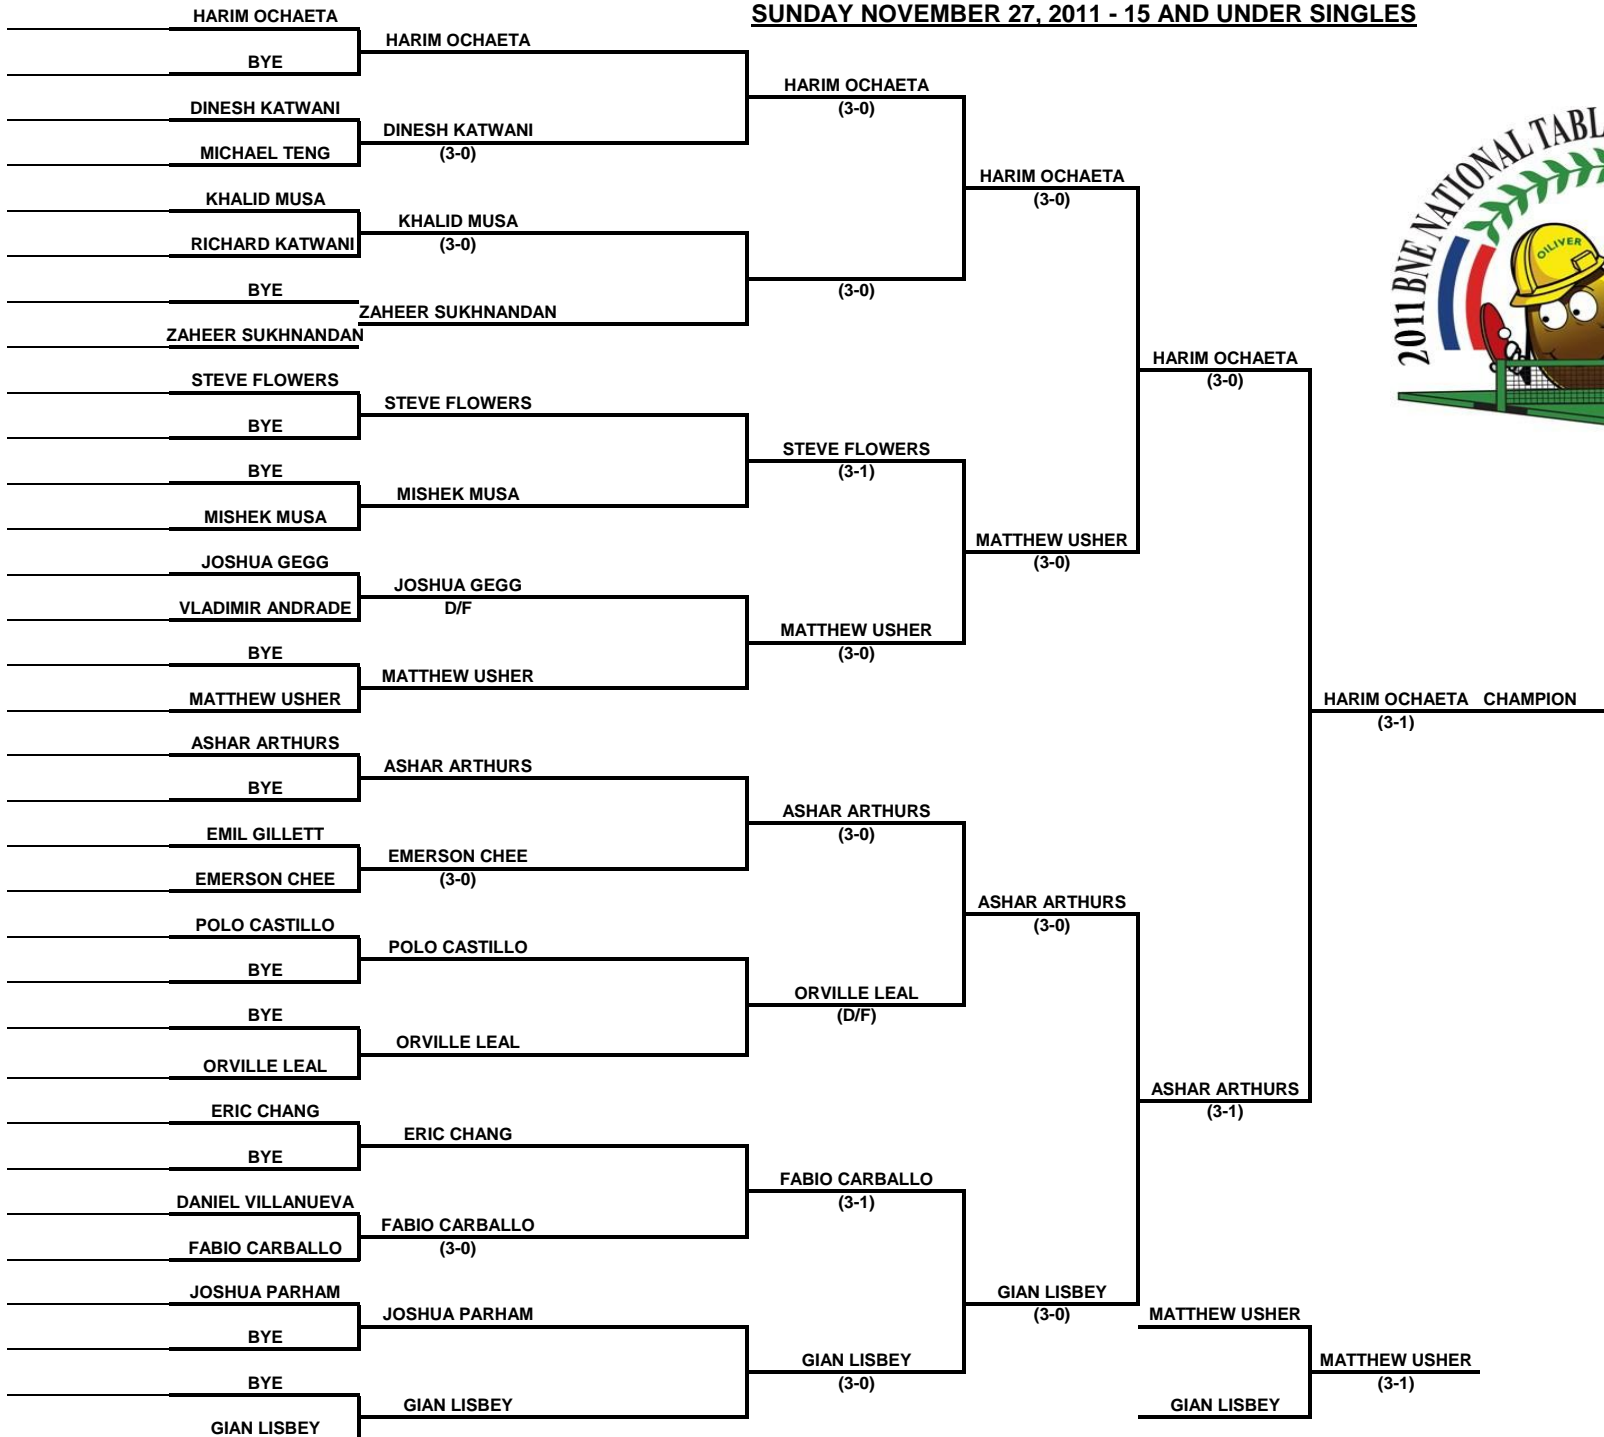 SUNDAY NOVEMBER 27, 2011 - 15 AND UNDER SINGLES
HARIM OCHAETA
BYE
DINESH KATWANI
MICHAEL TENG
KHALID MUSA
RICHARD KATWANI
BYE
ZAHEER SUKHNANDAN
STEVE FLOWERS
BYE
BYE
MISHEK MUSA
JOSHUA GEGG
VLADIMIR ANDRADE
BYE
MATTHEW USHER
ASHAR ARTHURS
BYE
EMIL GILLETT
EMERSON CHEE
POLO CASTILLO
BYE
BYE
ORVILLE LEAL
ERIC CHANG
BYE
DANIEL VILLANUEVA
FABIO CARBALLO
JOSHUA PARHAM
BYE
BYE
GIAN LISBEY
HARIM OCHAETA
DINESH KATWANI
(3-0)
KHALID MUSA
(3-0)
ZAHEER SUKHNANDAN
STEVE FLOWERS
MISHEK MUSA
JOSHUA GEGG
D/F
MATTHEW USHER
ASHAR ARTHURS
EMERSON CHEE
(3-0)
POLO CASTILLO
ORVILLE LEAL
ERIC CHANG
FABIO CARBALLO
(3-0)
JOSHUA PARHAM
GIAN LISBEY
HARIM OCHAETA
(3-0)
(3-0)
STEVE FLOWERS
(3-1)
MATTHEW USHER
(3-0)
ASHAR ARTHURS
(3-0)
ORVILLE LEAL
(D/F)
FABIO CARBALLO
(3-1)
GIAN LISBEY
(3-0)
HARIM OCHAETA
(3-0)
MATTHEW USHER
(3-0)
ASHAR ARTHURS
(3-0)
GIAN LISBEY
(3-0)
HARIM OCHAETA
(3-0)
ASHAR ARTHURS
(3-1)
HARIM OCHAETA CHAMPION
(3-1)
MATTHEW USHER
GIAN LISBEY
MATTHEW USHER
(3-1)
2011 BNE NATIONAL TABL
OILIVER